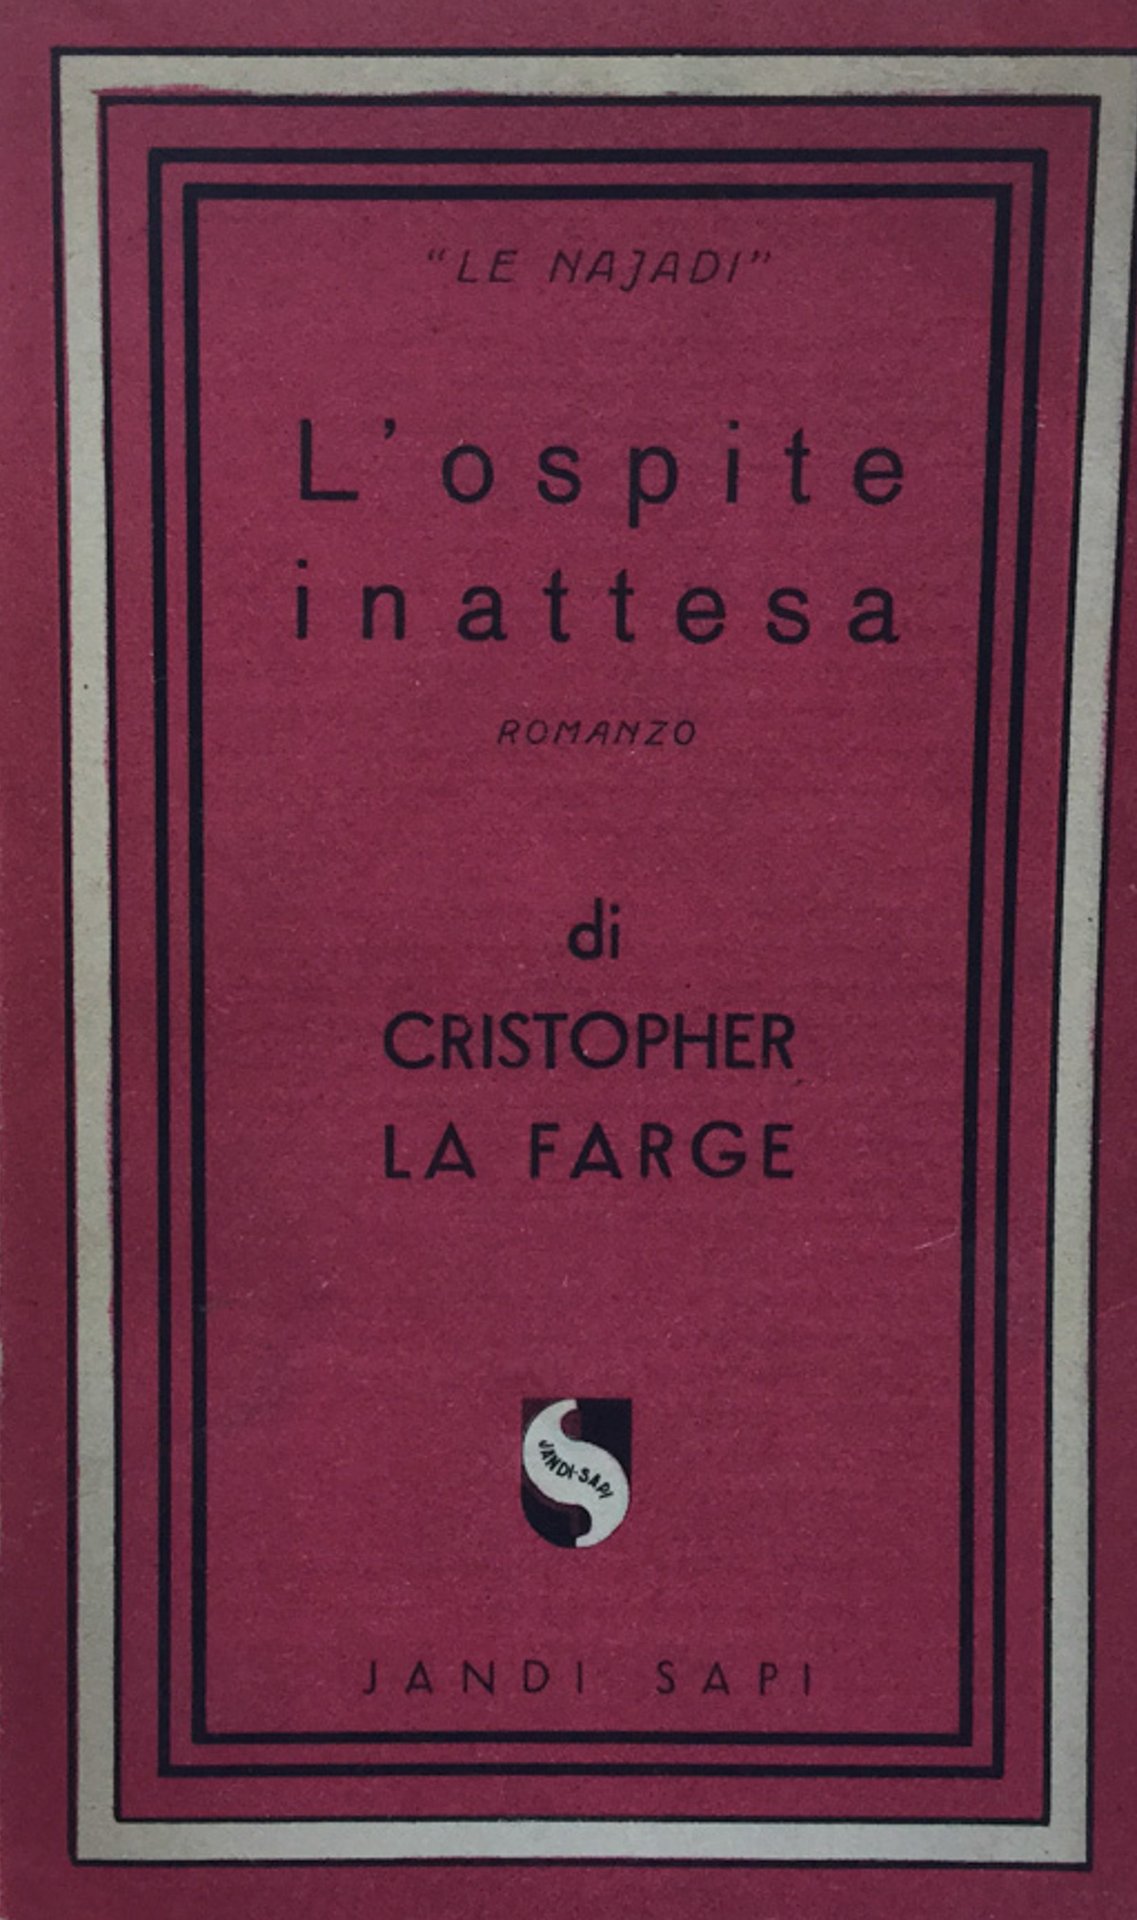 "LE NAJADI"
L'ospite
inattesa
ROMANZO
di
CRISTOPHER
LA FARGE
JANDI-SAPI
JANDI SAPI